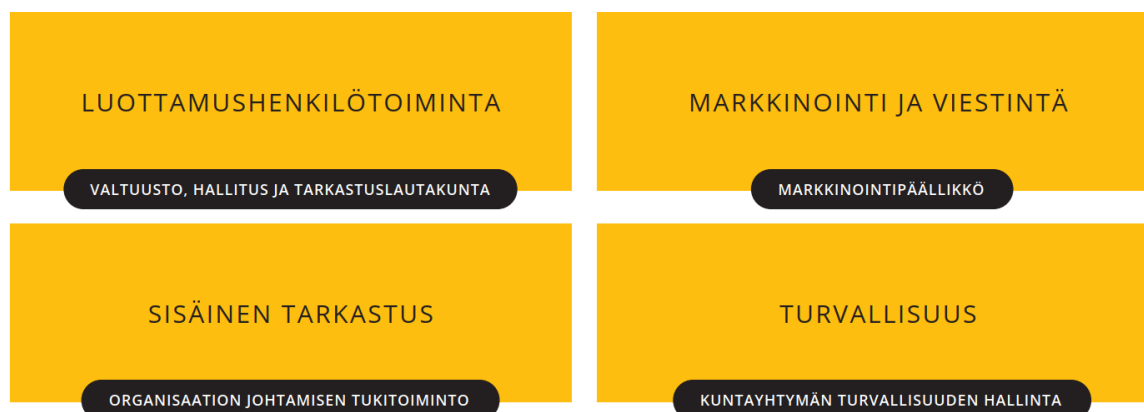 LUOTTAMUSHENKILÖTOIMINTA
VALTUUSTO, HALLITUS JA TARKASTUSLAUTAKUNTA
MARKKINOINTI JA VIESTINTÄ
MARKKINOINTIPÄÄLLIKKÖ
SISÄINEN TARKASTUS
ORGANISAATION JOHTAMISEN TUKITOIMINTO
TURVALLISUUS
KUNTAYHTYMÄN TURVALLISUUDEN HALLINTA